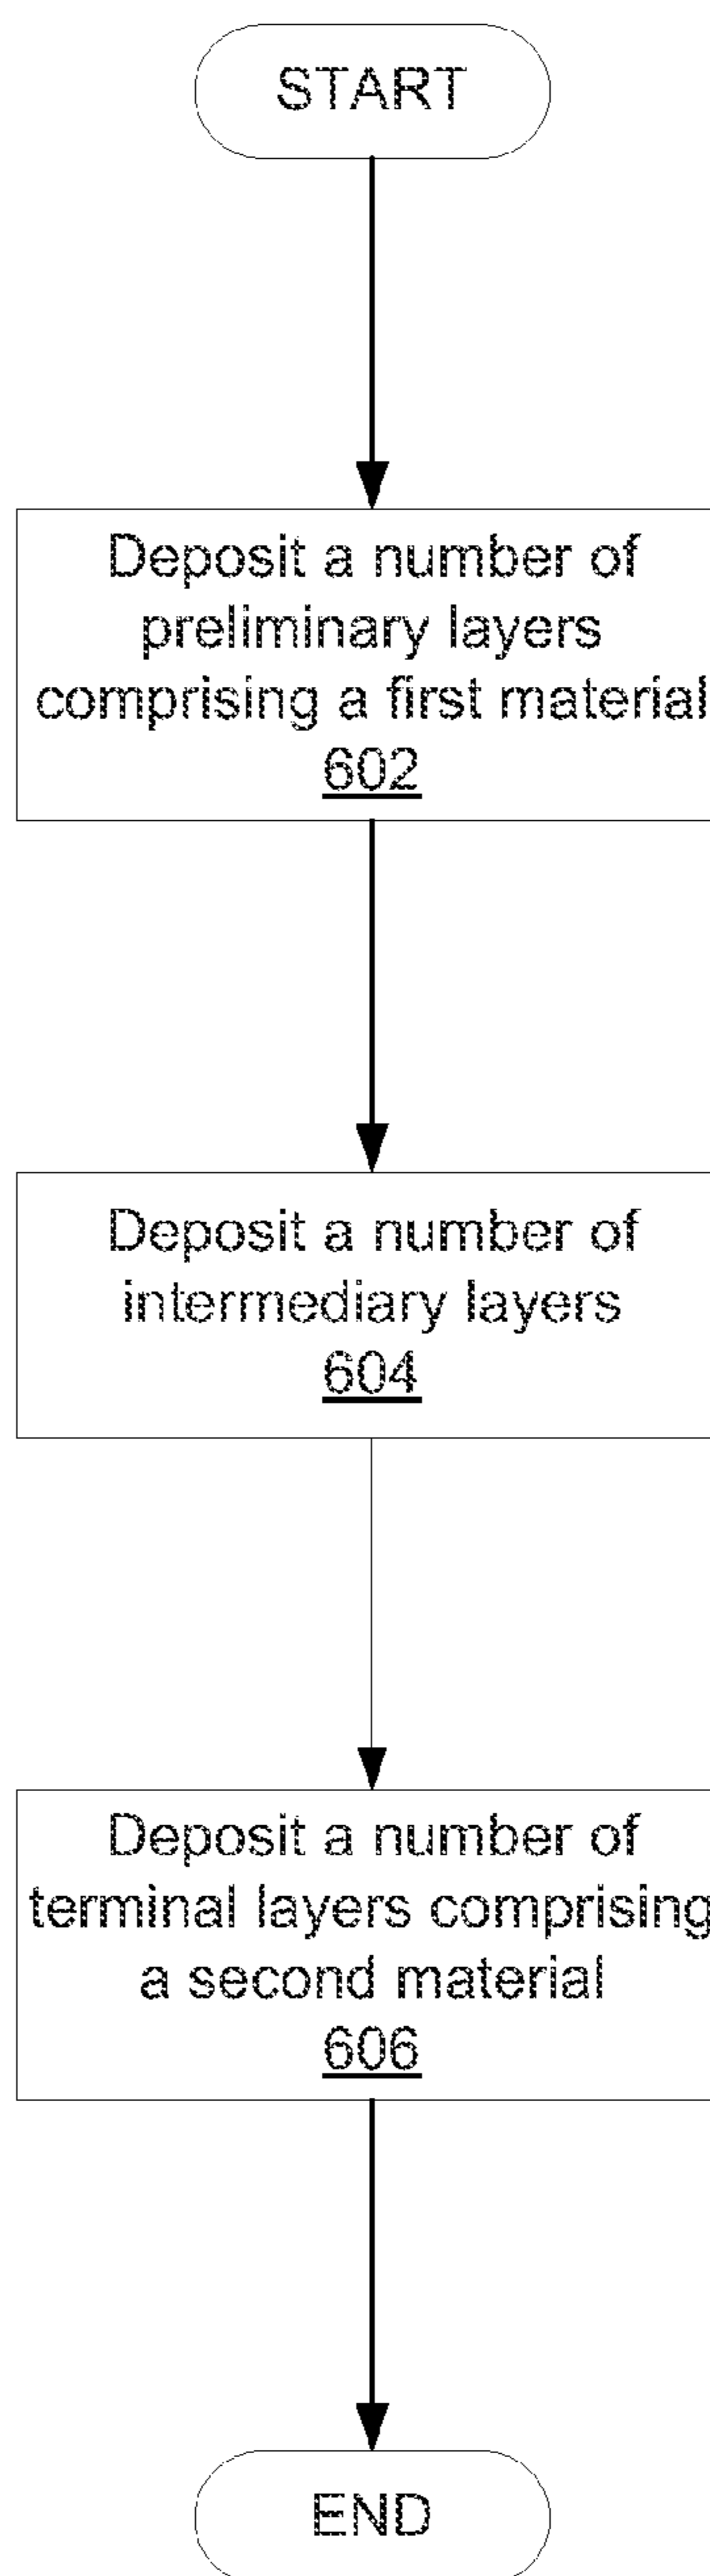 START
Deposit a number of
preliminary layers
comprising a first material
602
Deposit a number of
intermediary layers
604
Deposit a number of
terminal layers comprising
a second material
606
END